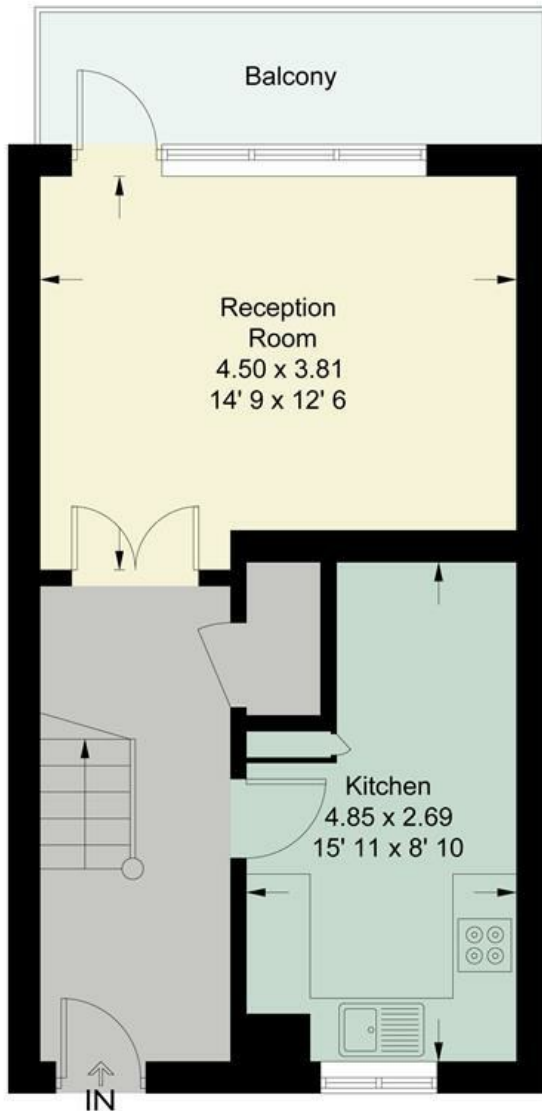 Balcony
Reception
Room
4.50 x 3.81
14' 9 x 12' 6
Kitchen
4.85 x 2.69
15' 11 x 8' 10
IN